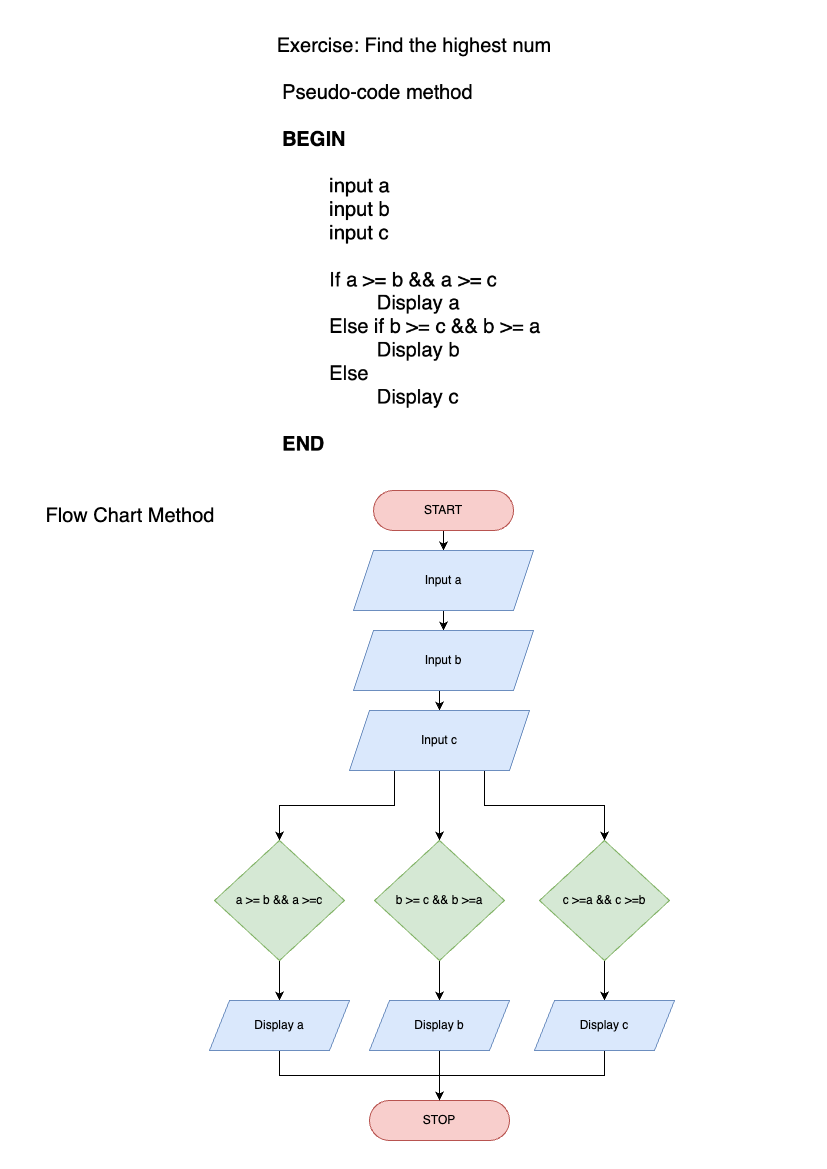 Exercise: Find the highest num
Pseudo-code method
BEGIN
input a
input b
input c
If a >= b && a >= c
Display a
Else if b >= c && b >= a
Display b
Else
Display c
END
Flow Chart Method
START
Input a
Input b
Input c
a >= b && a >=c
b >= c && b >=a
c >=a && c >=b
Display a
Display b
Display c
STOP